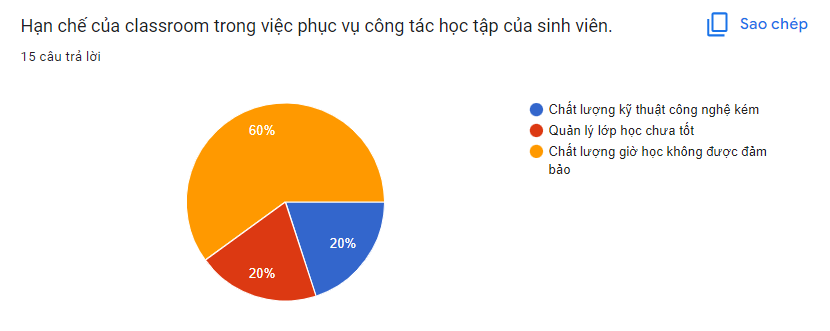 Hạn chế của classroom trong việc phục vụ công tác học tập của sinh viên.
Sao chép
15 câu trả lời
60%
20%
20%
Chất lượng kỹ thuật công nghệ kém
Quản lý lớp học chưa tốt
Chất lượng giờ học không được đảm
bảo